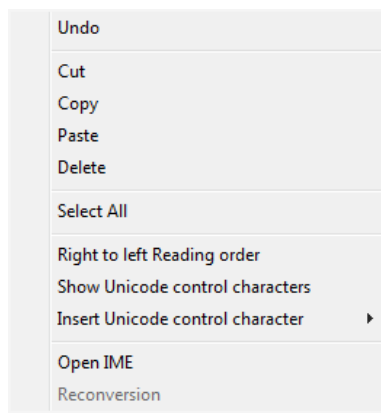 Undo
Cut
Copy
Paste
Delete
Select All
Right to left Reading order
Show Unicode control characters
Insert Unicode control character
Open IME
Reconversion